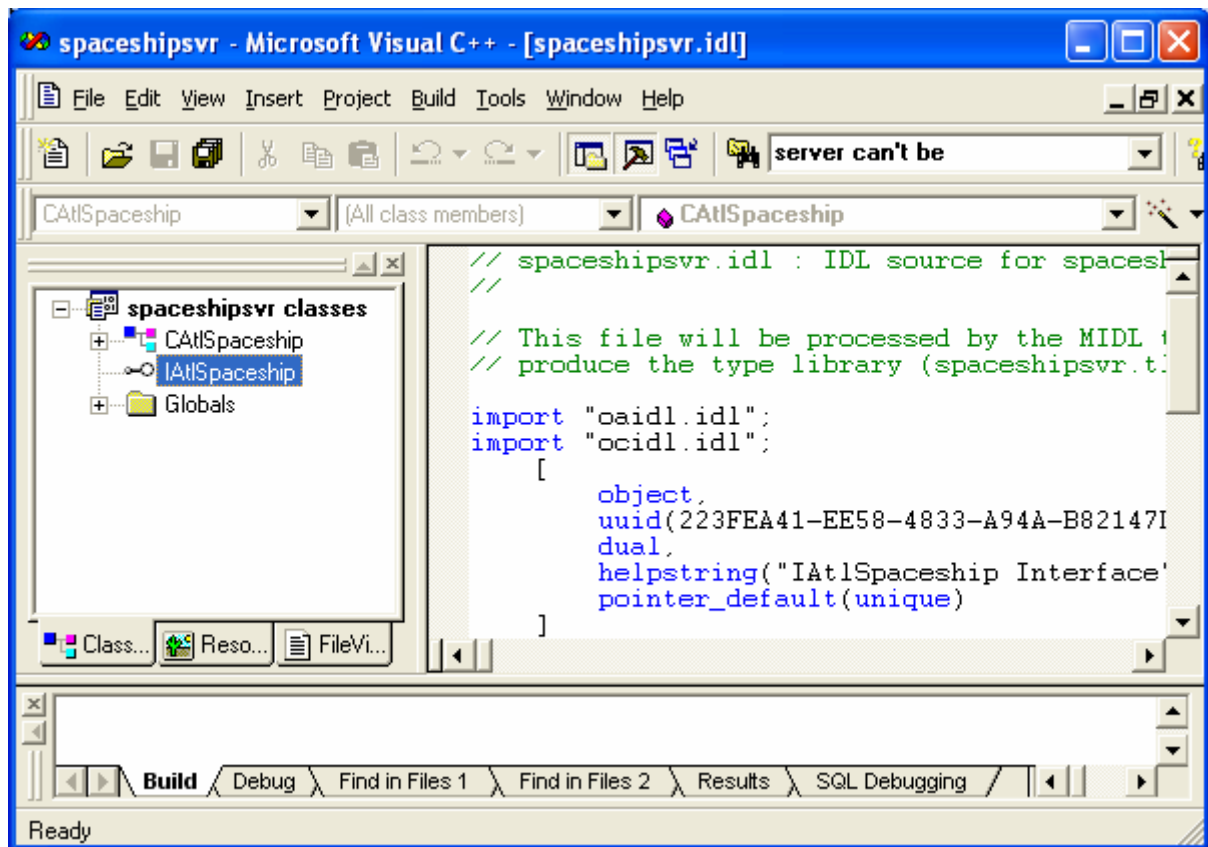 spaceshipsvr - Microsoft Visual C++ - [spaceshipsvr.idl]
File Edit View Insert Project Build Tools Window Help
server can't be
CAtlSpaceship (All class members) CAtlSpaceship
spaceshipsvr classes
CAtlSpaceship
IAtlSpaceship
Globals
Class... Reso... FileVi...
// spaceshipsvr.idl : IDL source for
//
// This file will be processed by the MIDL
// produce the type library (spaceshipsvr.
import "oaidl.idl";
import "ocidl.idl";
[
object,
uuid(223FEA41-EE58-4833-A94A-B82147
dual,
helpstring("IAtlSpaceship Interface"
pointer_default(unique)
]
Build Debug Find in Files 1 Find in Files 2 Results SQL Debugging
Ready